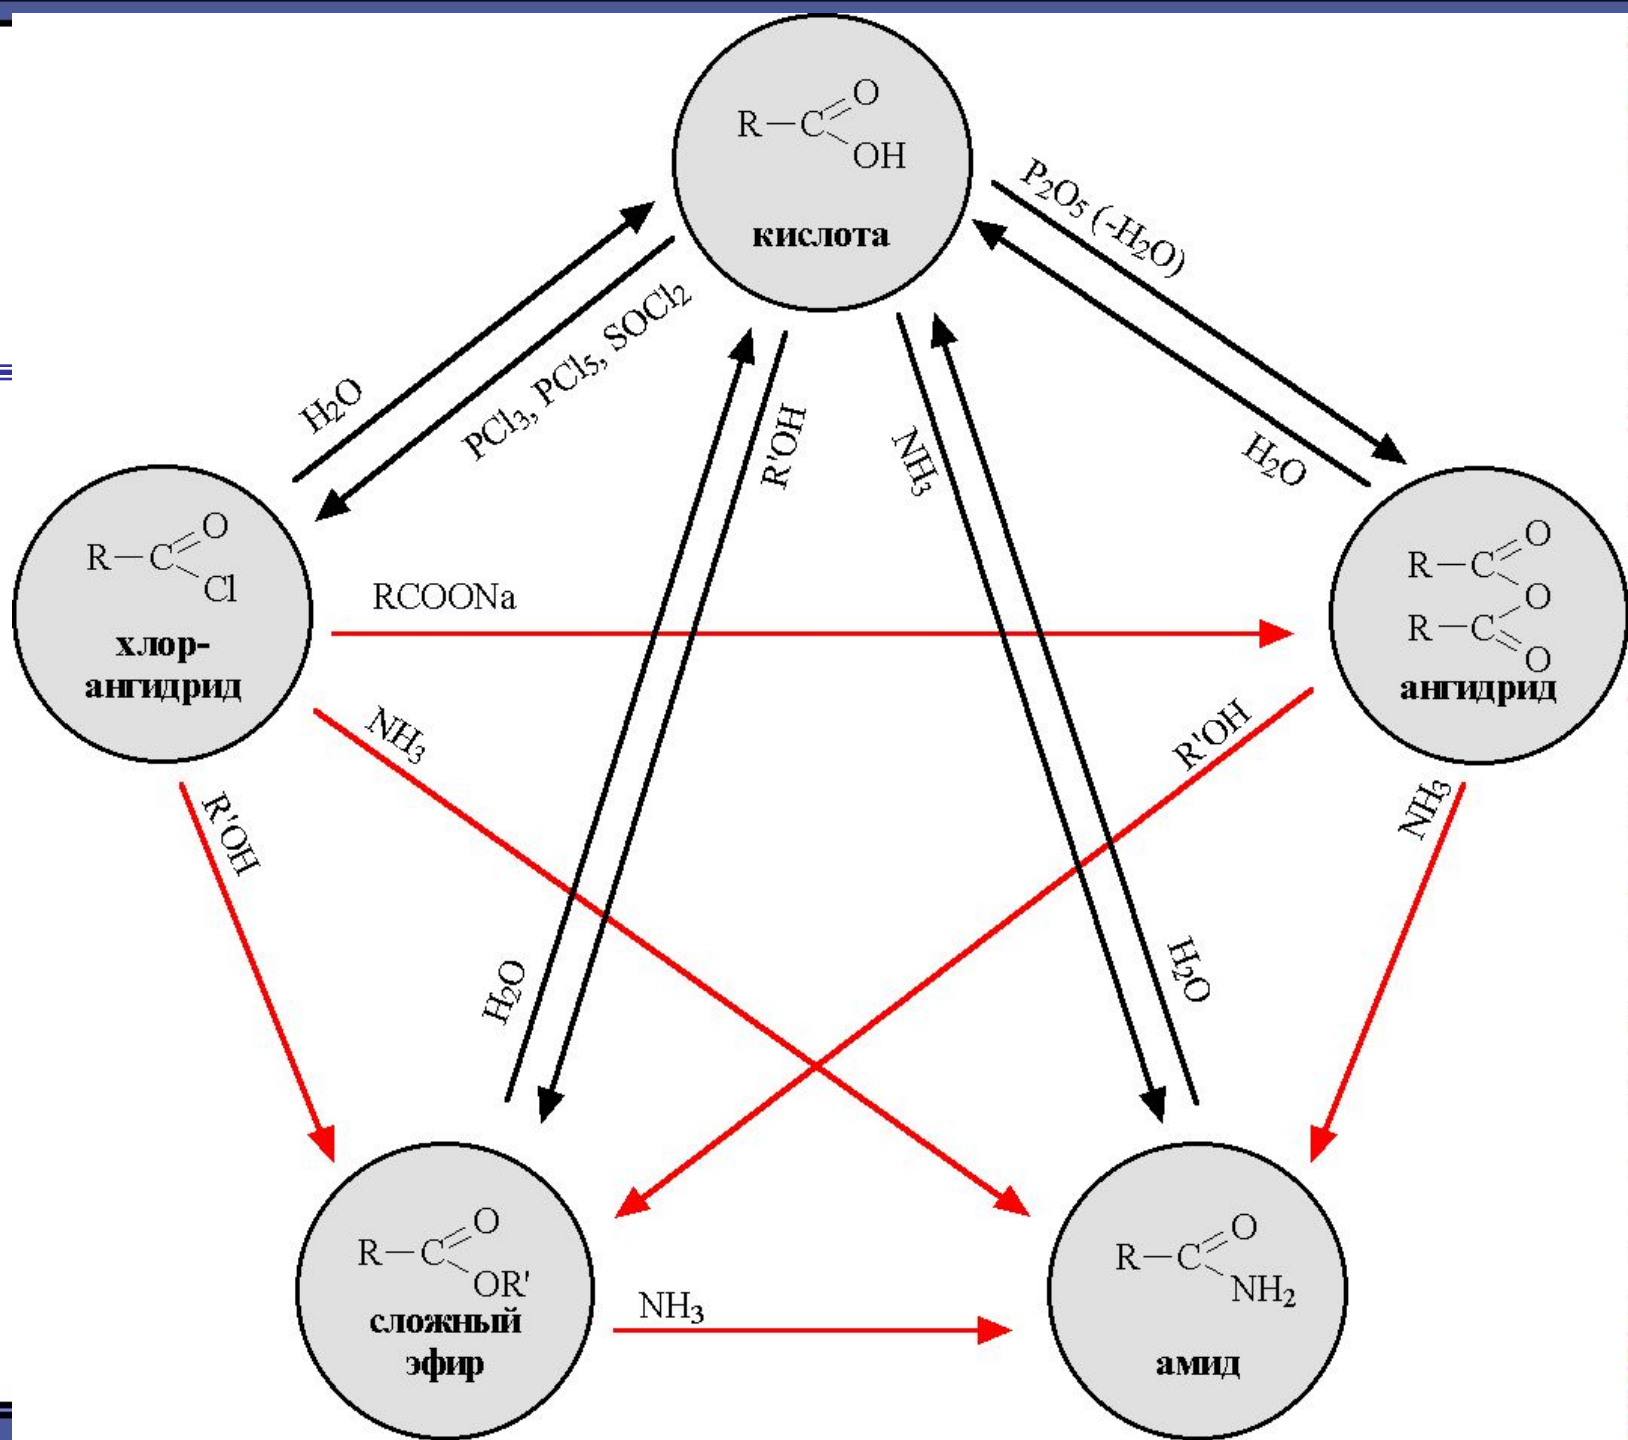 R—C
O
OH
кислота
P₂O₅ (-H₂O)
H₂O
H₂O
PCl₃, PCl₅, SOCl₂
R'OH
NH₃
R—C
O
Cl
хлор-
ангидрид
RCOONa
R—C
O
O
R—C
O
ангидрид
NH₃
R'OH
R'OH
NH₃
H₂O
H₂O
R—C
O
OR'
сложный
эфир
NH₃
R—C
O
NH₂
амид